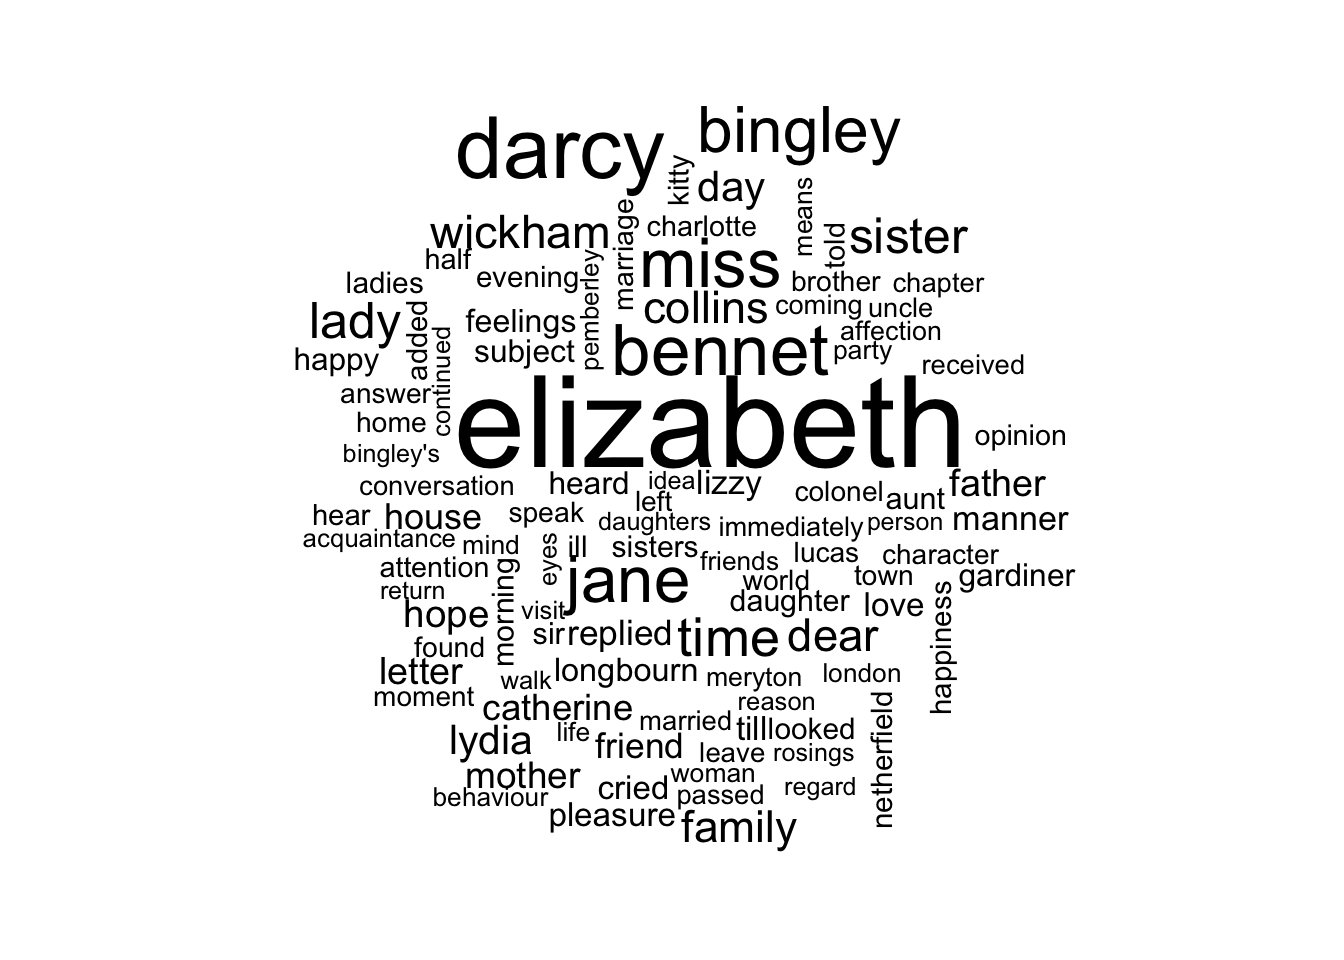 darcy bingley
kitty day means
wickham marriage charlotte told sister
half miss
ladies evening pemberley brother chapter
lady added feelings collins coming uncle
happy continued subject bennet affection
party received
answer elizabeth
home opinion
bingley's
conversation heard idea lizzy colonel aunt father
left
hear house speak daughters immediately person manner
acquaintance mind eyes ill sisters friends lucas character
attention jane world town gardiner
return morning visit daughter love happiness
hope sir replied time dear
found
letter walk longbourn meryton london
moment catherine married reason netherfield
lydia life friend till looked
leave rosings
mother cried woman regard
behaviour passed
pleasure family